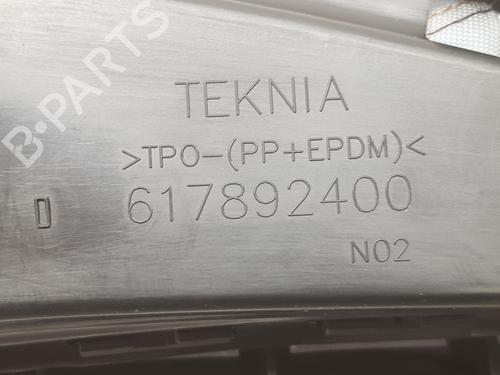 B-PARTS
TEKNIA
>TPO-(PP+EPDM)<
617892400
N02